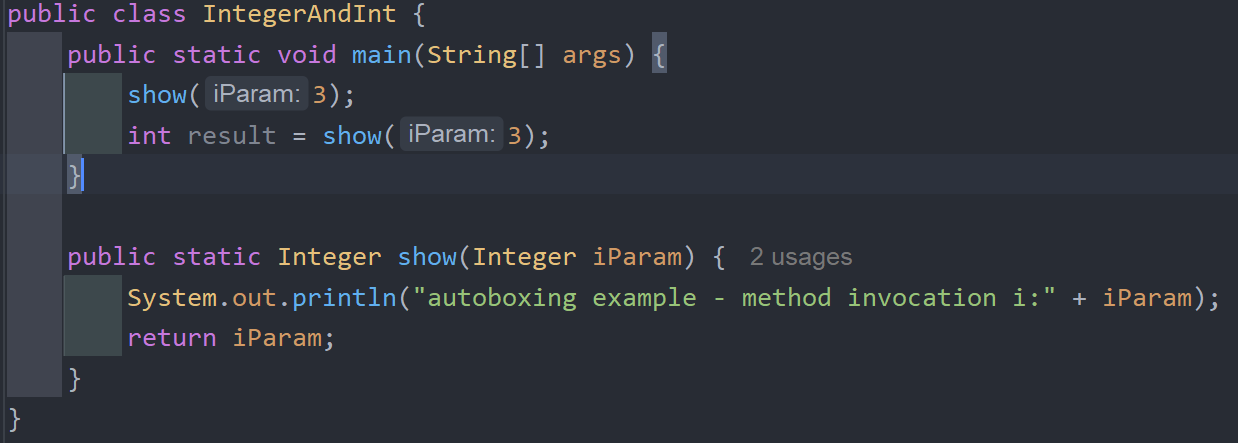 public class IntegerAndInt {
    public static void main(String[] args) {
        show( iParam: 3);
        int result = show( iParam: 3);
    }
    public static Integer show(Integer iParam) {  2 usages
        System.out.println("autoboxing example - method invocation i:" + iParam);
        return iParam;
    }
}